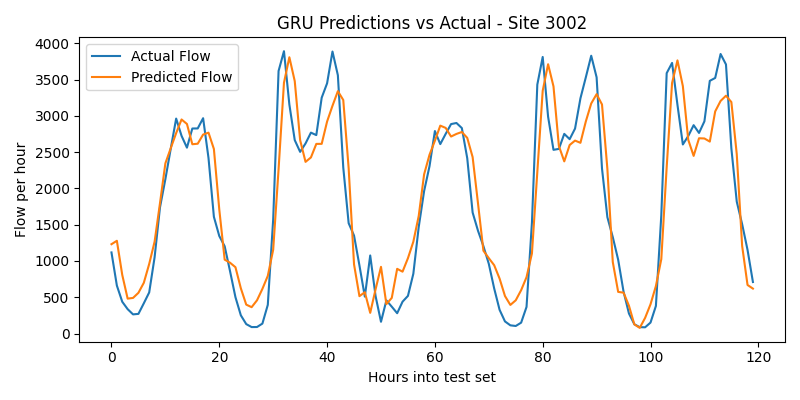 GRU Predictions vs Actual - Site 3002
Actual Flow
Predicted Flow
Flow per hour
4000
3500
3000
2500
2000
1500
1000
500
0
0 20 40 60 80 100 120
Hours into test set